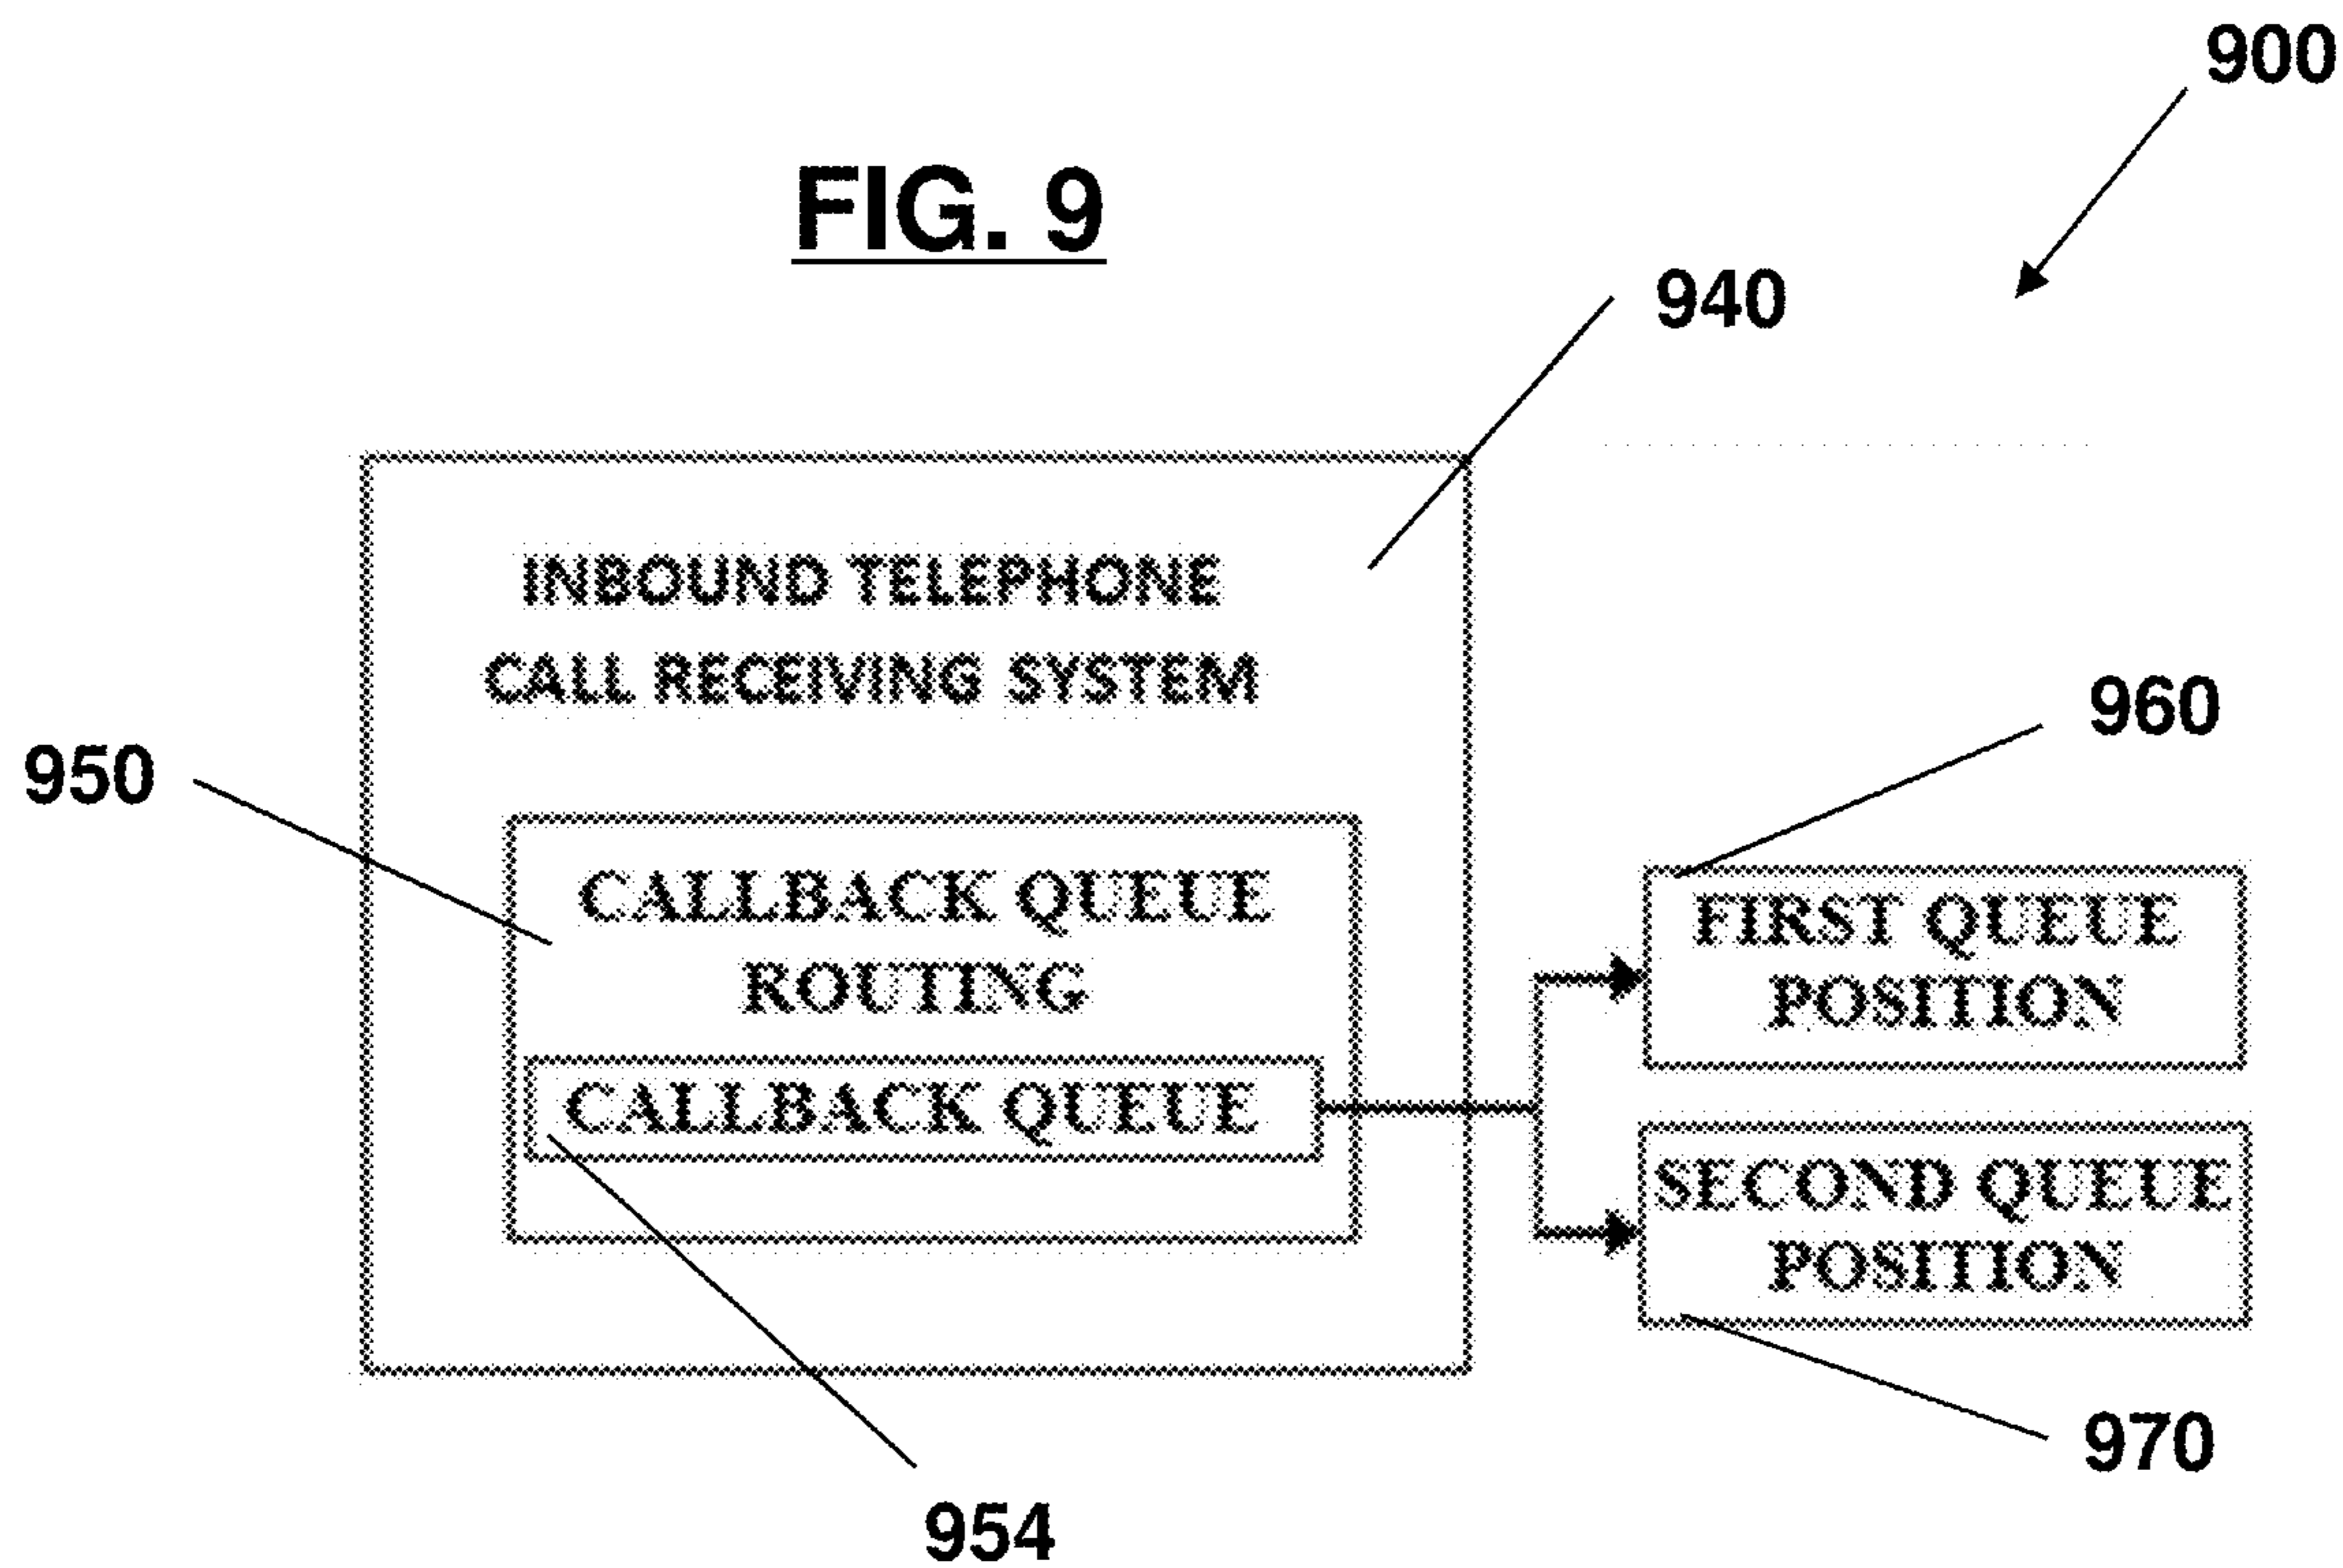 900
FIG. 9
940
INBOUND TELEPHONE
CALL RECEIVING SYSTEM
960
950
CALLBACK QUEUE
ROUTING
FIRST QUEUE
POSITION
CALLBACK QUEUE
SECOND QUEUE
POSITION
970
954